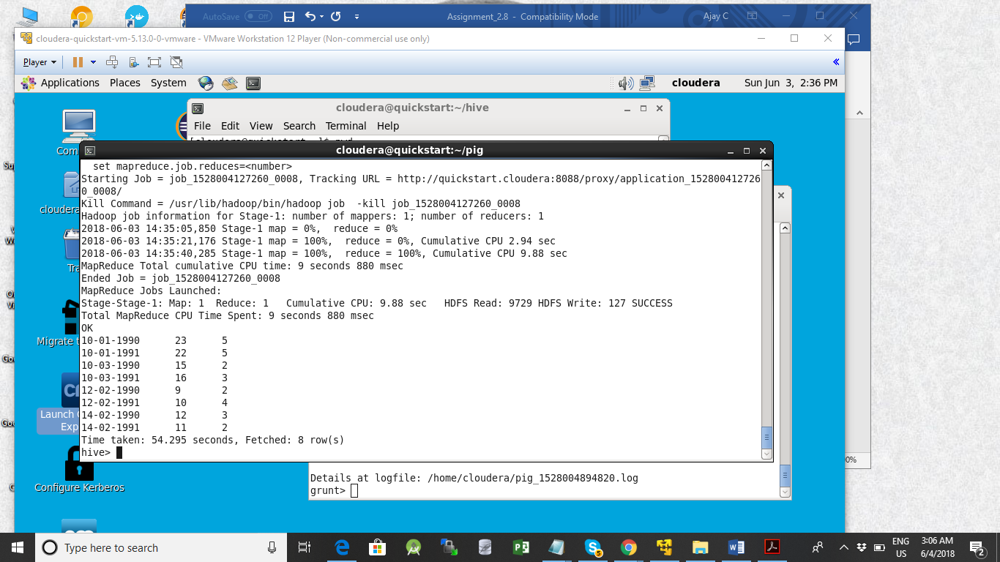 AutoSave Off
Assignment_2.8 - Compatibility Mode
Ajay C
cloudera-quickstart-vm-5.13.0-0-vmware - VMware Workstation 12 Player (Non-commercial use only)
Player
Applications Places System
cloudera
Sun Jun 3, 2:36 PM
cloudera@quickstart:~/hive
File Edit View Search Terminal Help
cloudera@quickstart:~/pig
set mapreduce.job.reduces=<number>
Starting Job = job_1528004127260_0008, Tracking URL = http://quickstart.cloudera:8088/proxy/application_152800412726
0_0008/
Kill Command = /usr/lib/hadoop/bin/hadoop job  -kill job_1528004127260_0008
Hadoop job information for Stage-1: number of mappers: 1; number of reducers: 1
2018-06-03 14:35:05,850 Stage-1 map = 0%,  reduce = 0%
2018-06-03 14:35:21,176 Stage-1 map = 100%,  reduce = 0%, Cumulative CPU 2.94 sec
2018-06-03 14:35:40,285 Stage-1 map = 100%,  reduce = 100%, Cumulative CPU 9.88 sec
MapReduce Total cumulative CPU time: 9 seconds 880 msec
Ended Job = job_1528004127260_0008
MapReduce Jobs Launched:
Stage-Stage-1: Map: 1  Reduce: 1   Cumulative CPU: 9.88 sec   HDFS Read: 9729 HDFS Write: 127 SUCCESS
Total MapReduce CPU Time Spent: 9 seconds 880 msec
OK
10-01-1990 23 5
10-01-1991 22 5
10-03-1990 15 2
10-03-1991 16 3
12-02-1990 9 2
12-02-1991 10 4
14-02-1990 12 3
14-02-1991 11 2
Time taken: 54.295 seconds, Fetched: 8 row(s)
hive>
Com
cloudera
Tra
Migrate t
Launch
Exp
Configure Kerberos
Details at logfile: /home/cloudera/pig_1528004894820.log
grunt>
Type here to search
ENG
US
3:06 AM
6/4/2018
5
2